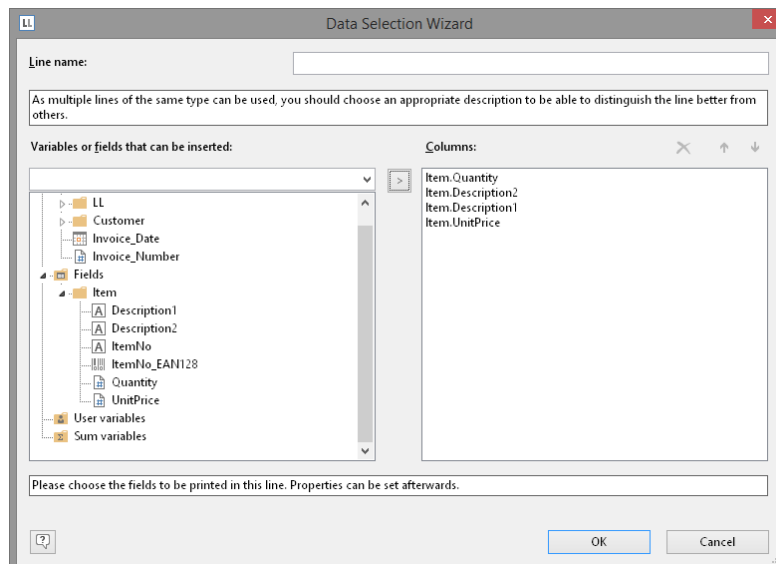 LL
Data Selection Wizard
Line name:
As multiple lines of the same type can be used, you should choose an appropriate description to be able to distinguish the line better from
others.
Variables or fields that can be inserted:
Columns:
>
LL
Customer
Invoice_Date
Invoice_Number
Fields
Item
Description1
Description2
ItemNo
ItemNo_EAN128
Quantity
UnitPrice
User variables
Sum variables
Item.Quantity
Item.Description2
Item.Description1
Item.UnitPrice
Please choose the fields to be printed in this line. Properties can be set afterwards.
OK
Cancel